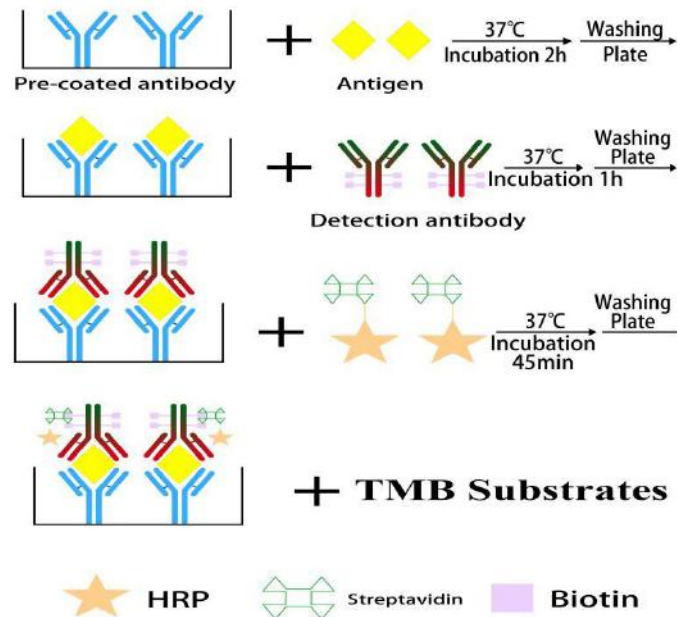 37℃
Washing
Incubation 2h
Plate
Pre-coated antibody
Antigen
37℃
Washing
Plate
Incubation 1h
Detection antibody
37℃
Washing
Plate
Incubation
45min
+ TMB Substrates
HRP
Streptavidin
Biotin